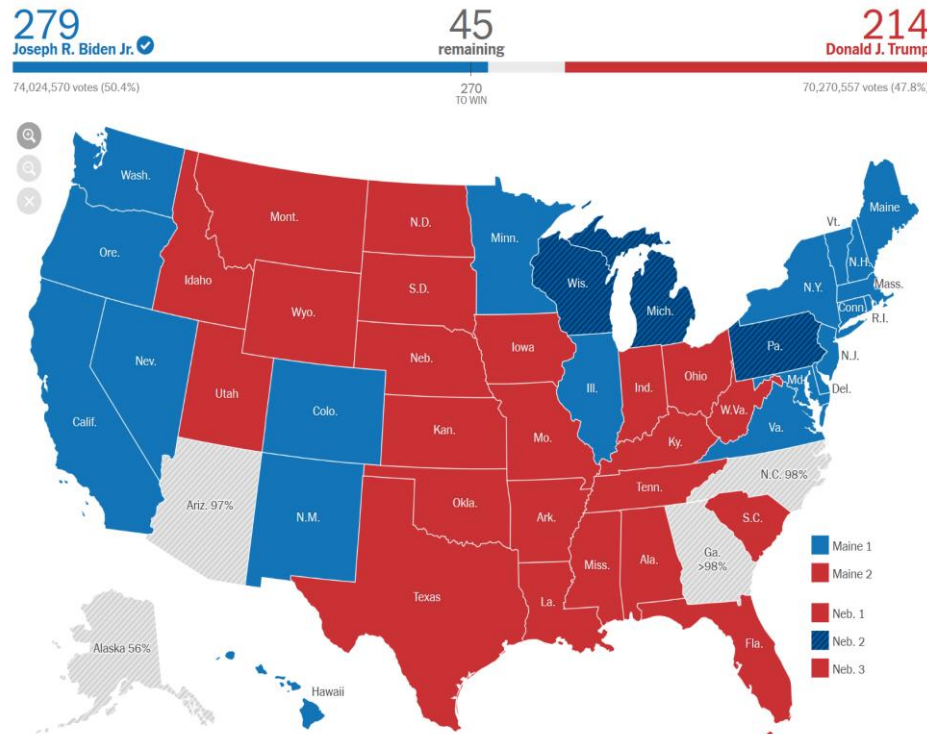 279
45
214
Joseph R. Biden Jr.
remaining
Donald J. Trump
74,024,570 votes (50.4%)
270
TO WIN
70,270,557 votes (47.8%)
Wash.
Mont.
N.D.
Minn.
Vt.
Maine
Ore.
Idaho
S.D.
Wis.
N.Y.
N.H.
Mass.
Wyo.
Mich.
Conn.
R.I.
Nev.
Neb.
Iowa
Pa.
N.J.
Utah
Colo.
Ill.
Ind.
Ohio
Md.
Del.
Calif.
Kan.
Mo.
W.Va.
Va.
Ky.
Ariz. 97%
N.M.
Okla.
Ark.
Tenn.
N.C. 98%
S.C.
Texas
La.
Miss.
Ala.
Ga.
>98%
Fla.
Alaska 56%
Hawaii
Maine 1
Maine 2
Neb. 1
Neb. 2
Neb. 3